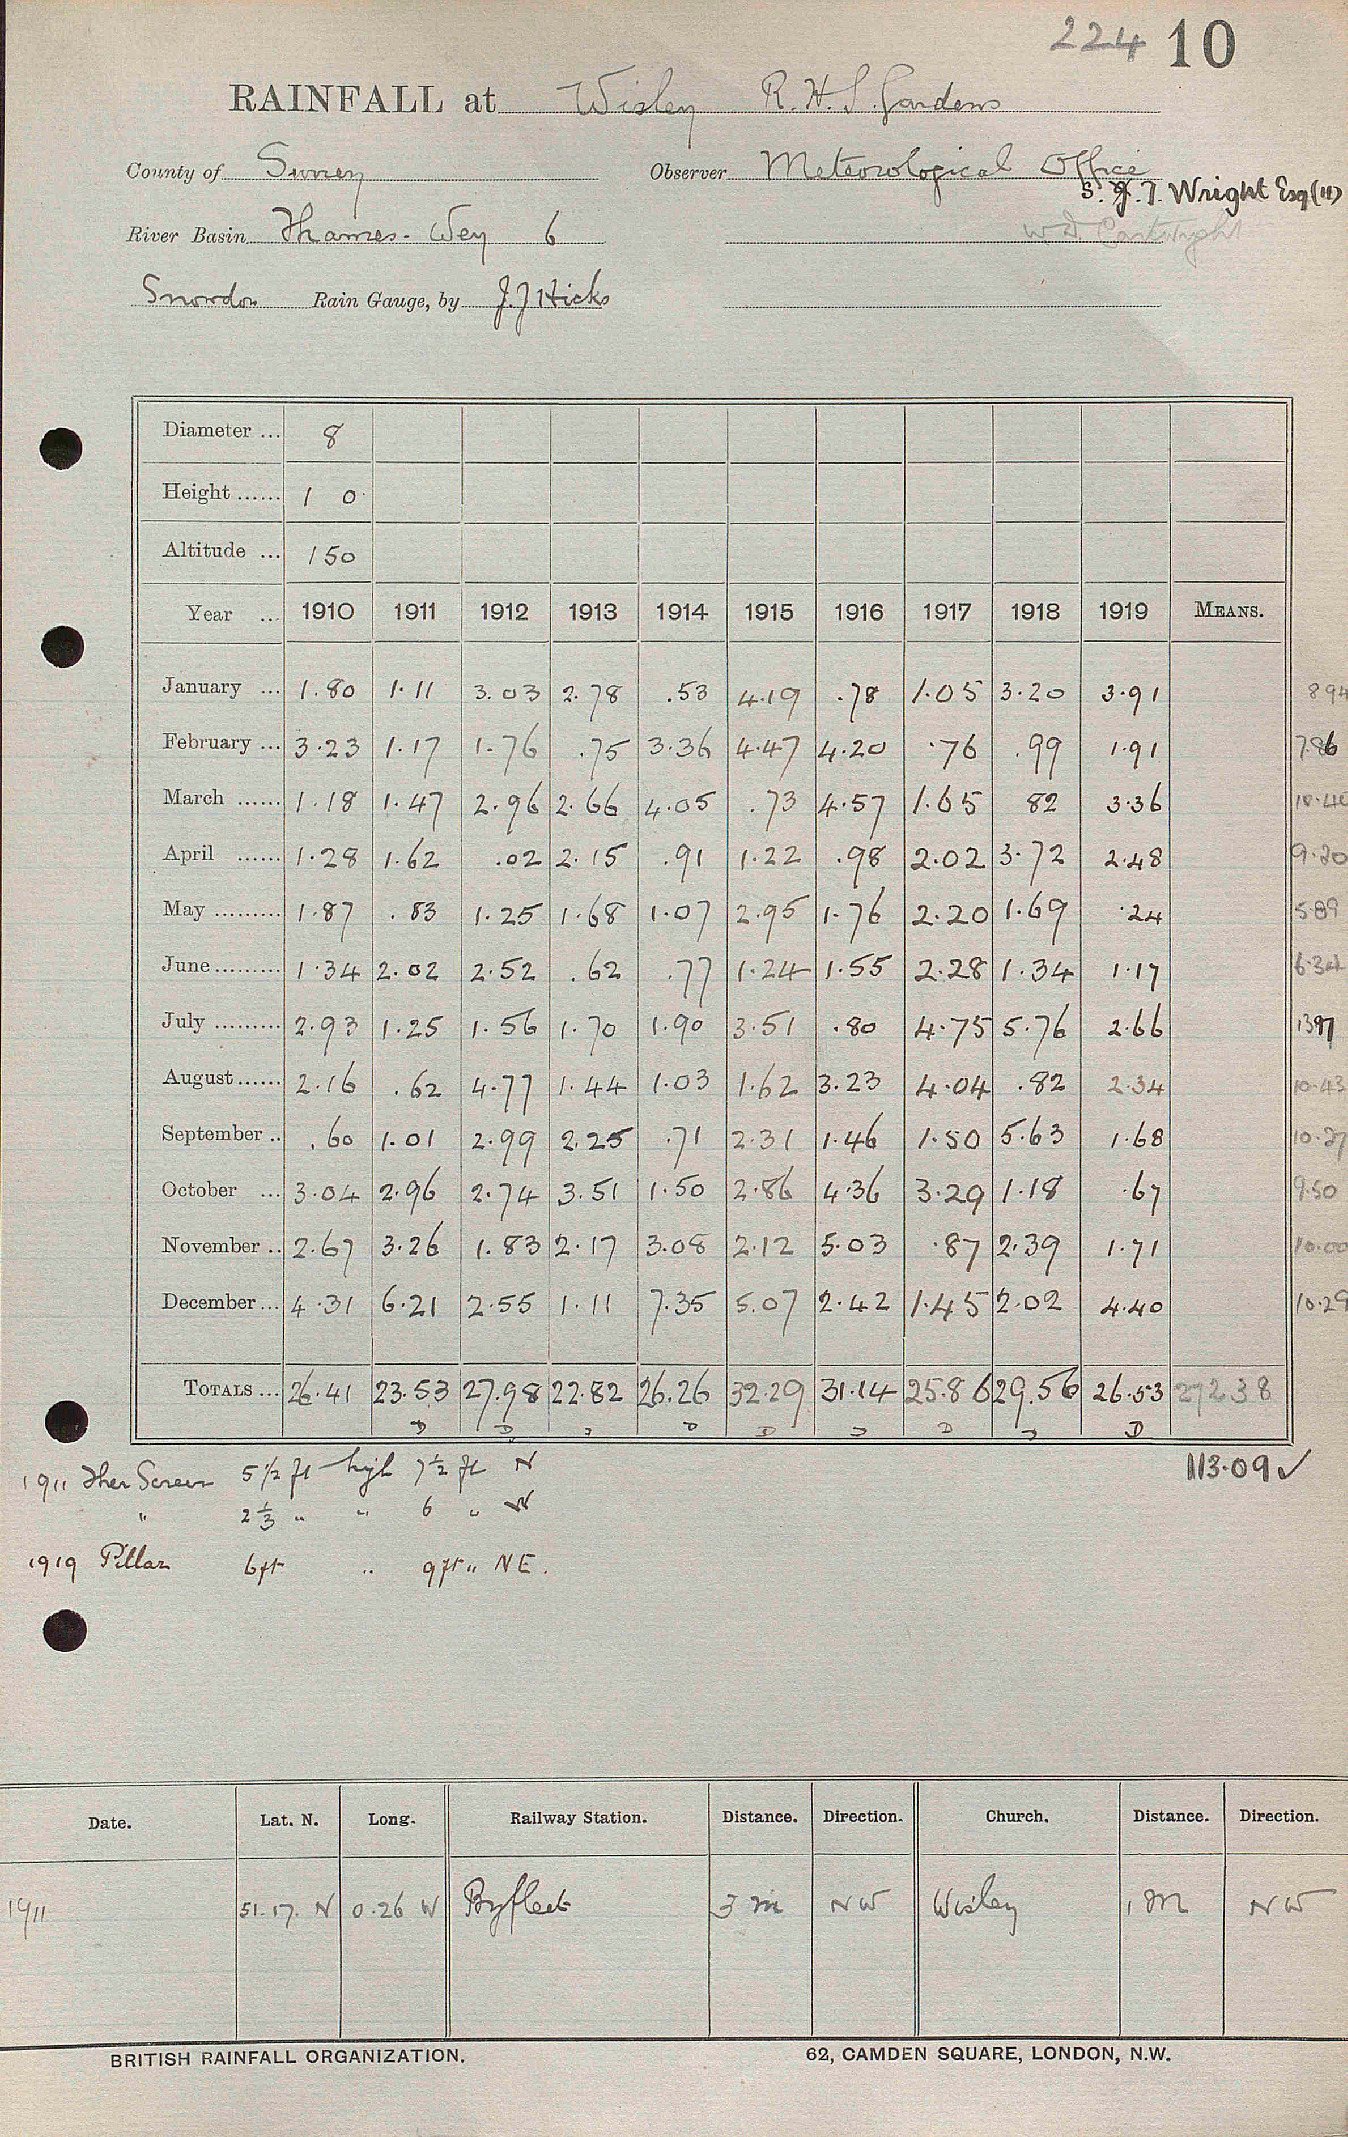 224 10
RAINFALL at Wisley R.H.S. Gardens
County of Surrey Observer Meteorological Office
S. J. T. Wright Esq (11)
River Basin Thames - Wey 6 W D Cartwright
Snowdon Rain Gauge, by J. J Hicks
Diameter ... 8
Height ...... 1 0
Altitude ... 150
Year ... 1910 1911 1912 1913 1914 1915 1916 1917 1918 1919 MEANS.
January ... 1.80 1.11 3.03 2.78 .53 4.19 .78 1.05 3.20 3.91 8 94
February ... 3.23 1.17 1.76 .75 3.36 4.47 4.20 .76 .99 1.91 7.86
March ...... 1.18 1.47 2.96 2.66 4.05 .73 4.57 1.65 82 3.36 10.40
April ...... 1.28 1.62 .02 2.15 .91 1.22 .98 2.02 3.72 2.48 9.20
May .......... 1.87 .83 1.25 1.68 1.07 2.95 1.76 2.20 1.69 .24 5.89
June.......... 1.34 2.02 2.52 .62 .77 1.24 1.55 2.28 1.34 1.17 6.34
July .......... 2.93 1.25 1.56 1.70 1.90 3.51 .80 4.75 5.76 2.66 13.97
August...... 2.16 .62 4.77 1.44 1.03 1.62 3.23 4.04 .82 2.34 10.43
September .. .60 1.01 2.99 2.25 .71 2.31 1.46 1.50 5.63 1.68 10.27
October ... 3.04 2.96 2.74 3.51 1.50 2.86 4.36 3.29 1.18 .67 9.50
November .. 2.67 3.26 1.83 2.17 3.08 2.12 5.03 .87 2.39 1.71 10.00
December ... 4.31 6.21 2.55 1.11 7.35 5.07 2.42 1.45 2.02 4.40 10.29
TOTALS ... 26.41 23.53 27.98 22.82 26.26 32.29 31.14 25.86 29.56 26.53 27238
113.09 ✓
1911 Ther Screen 5 1/2 ft high 7 1/2 ft N
" 2 1/3 " " 6 " W
1919 Pillar 6ft " 9ft " NE.
Date. Lat. N. Long. Railway Station. Distance. Direction. Church. Distance. Direction.
1911 51.17. N 0.26 W Byfleet 3 m NW Wisley 1 m NW
BRITISH RAINFALL ORGANIZATION. 62, CAMDEN SQUARE, LONDON, N.W.